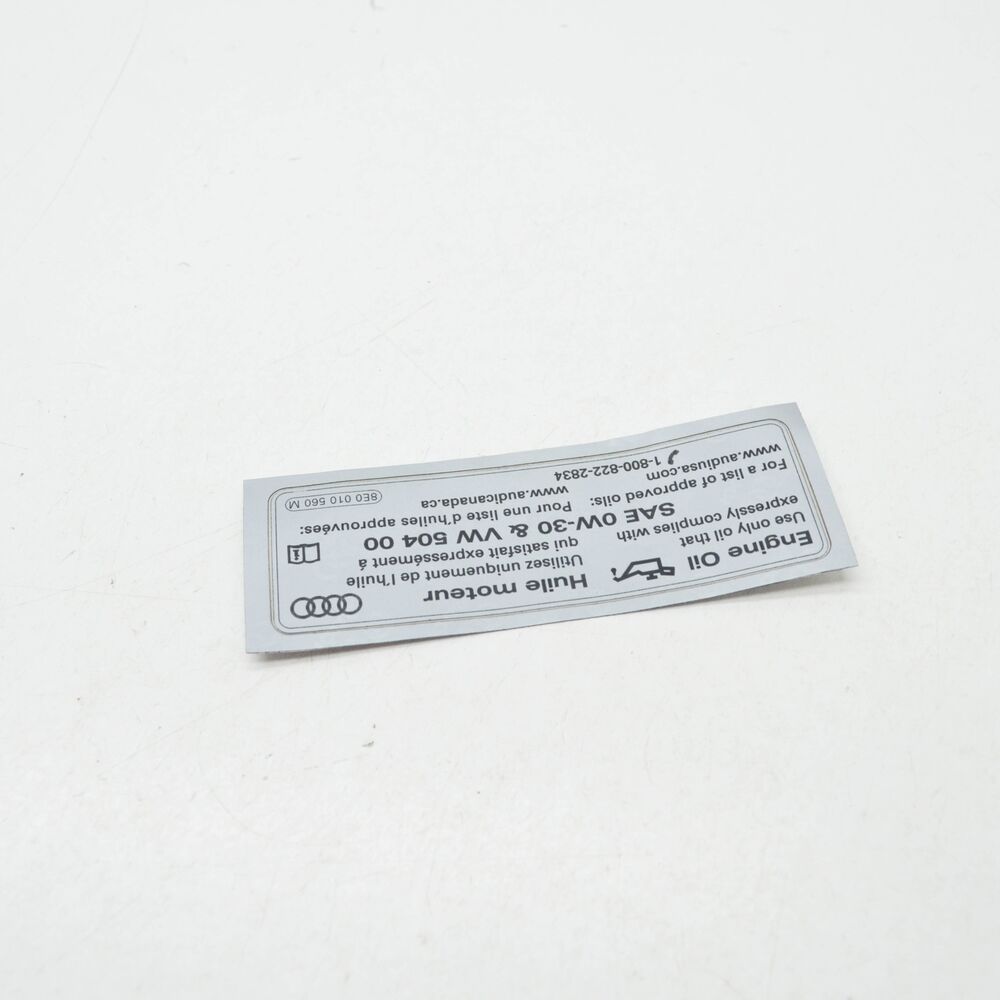 Engine Oil
Huile moteur
Use only oil that
expressly complies with
Utilisez uniquement de l'huile
qui satisfait expressément á
SAE 0W-30 & VW 504 00
For a list of approved oils:
www.audiusa.com
1-800-822-2834
Pour une liste d'huiles approuvées:
www.audicanada.ca
8E0 010 560 M